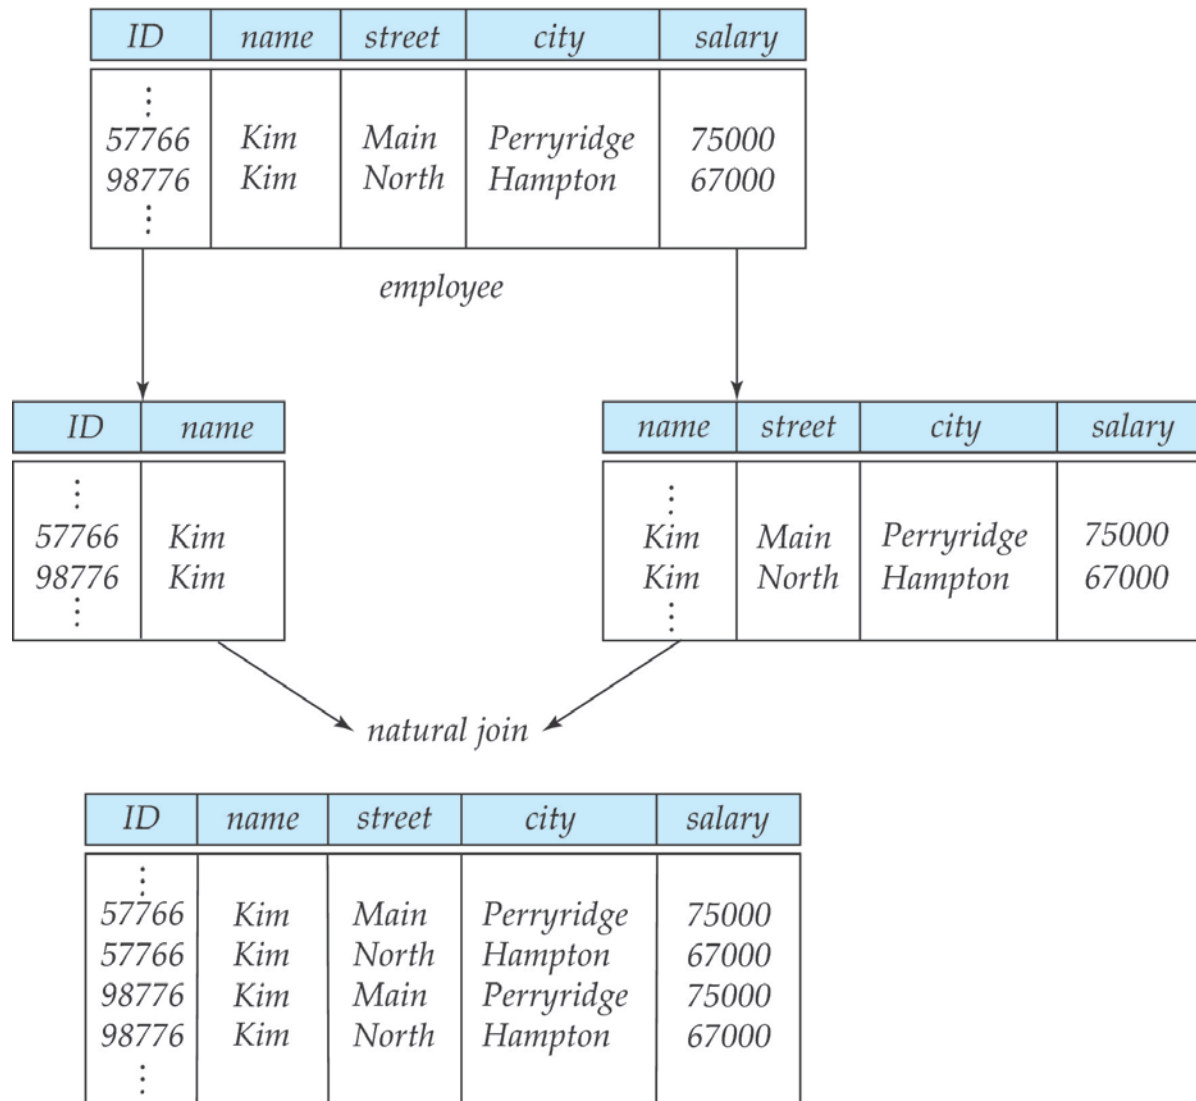 ID name street city salary
⋮
57766 Kim Main Perryridge 75000
98776 Kim North Hampton 67000
⋮
employee
ID name
⋮
57766 Kim
98776 Kim
⋮
name street city salary
⋮
Kim Main Perryridge 75000
Kim North Hampton 67000
⋮
natural join
ID name street city salary
⋮
57766 Kim Main Perryridge 75000
57766 Kim North Hampton 67000
98776 Kim Main Perryridge 75000
98776 Kim North Hampton 67000
⋮